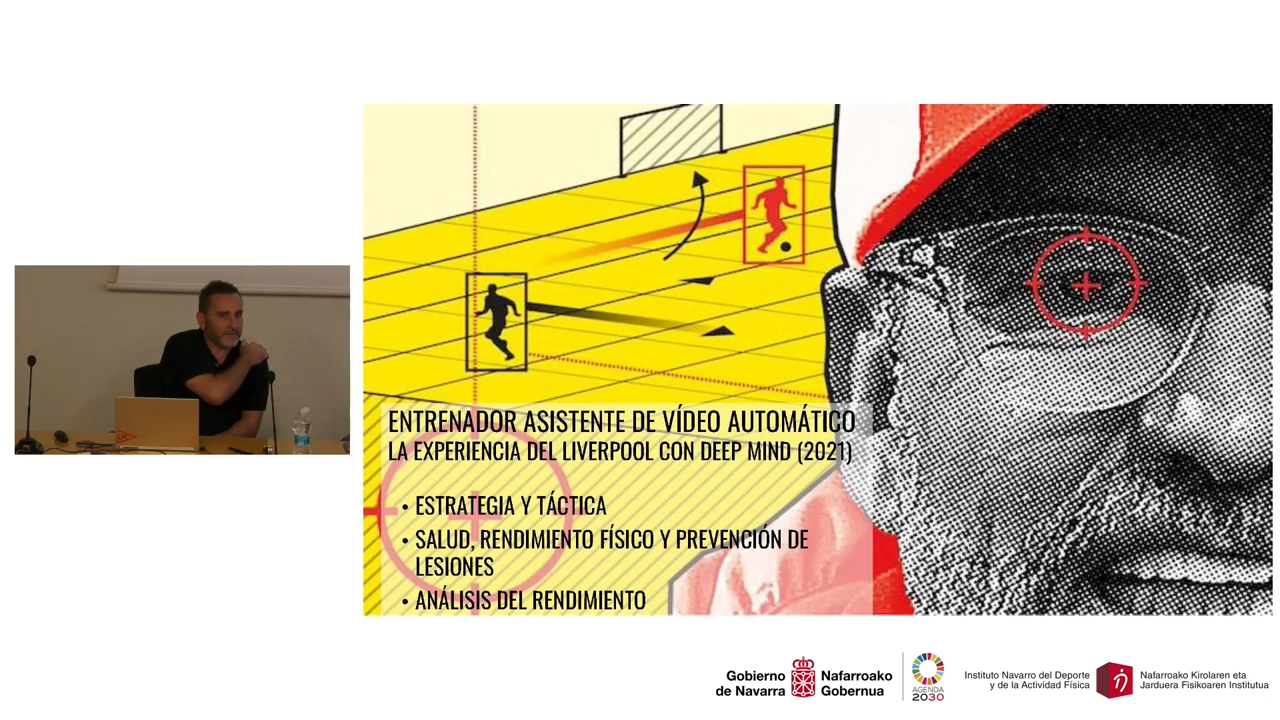 ENTRENADOR ASISTENTE DE VÍDEO AUTOMÁTICO
LA EXPERIENCIA DEL LIVERPOOL CON DEEP MIND (2021)
• ESTRATEGIA Y TÁCTICA
• SALUD, RENDIMIENTO FÍSICO Y PREVENCIÓN DE
LESIONES
• ANÁLISIS DEL RENDIMIENTO
Gobierno
de Navarra
Nafarroako
Gobernua
AGENDA
2030
Instituto Navarro del Deporte
y de la Actividad Física
Nafarroako Kirolaren eta
Jarduera Fisikoaren Institutua